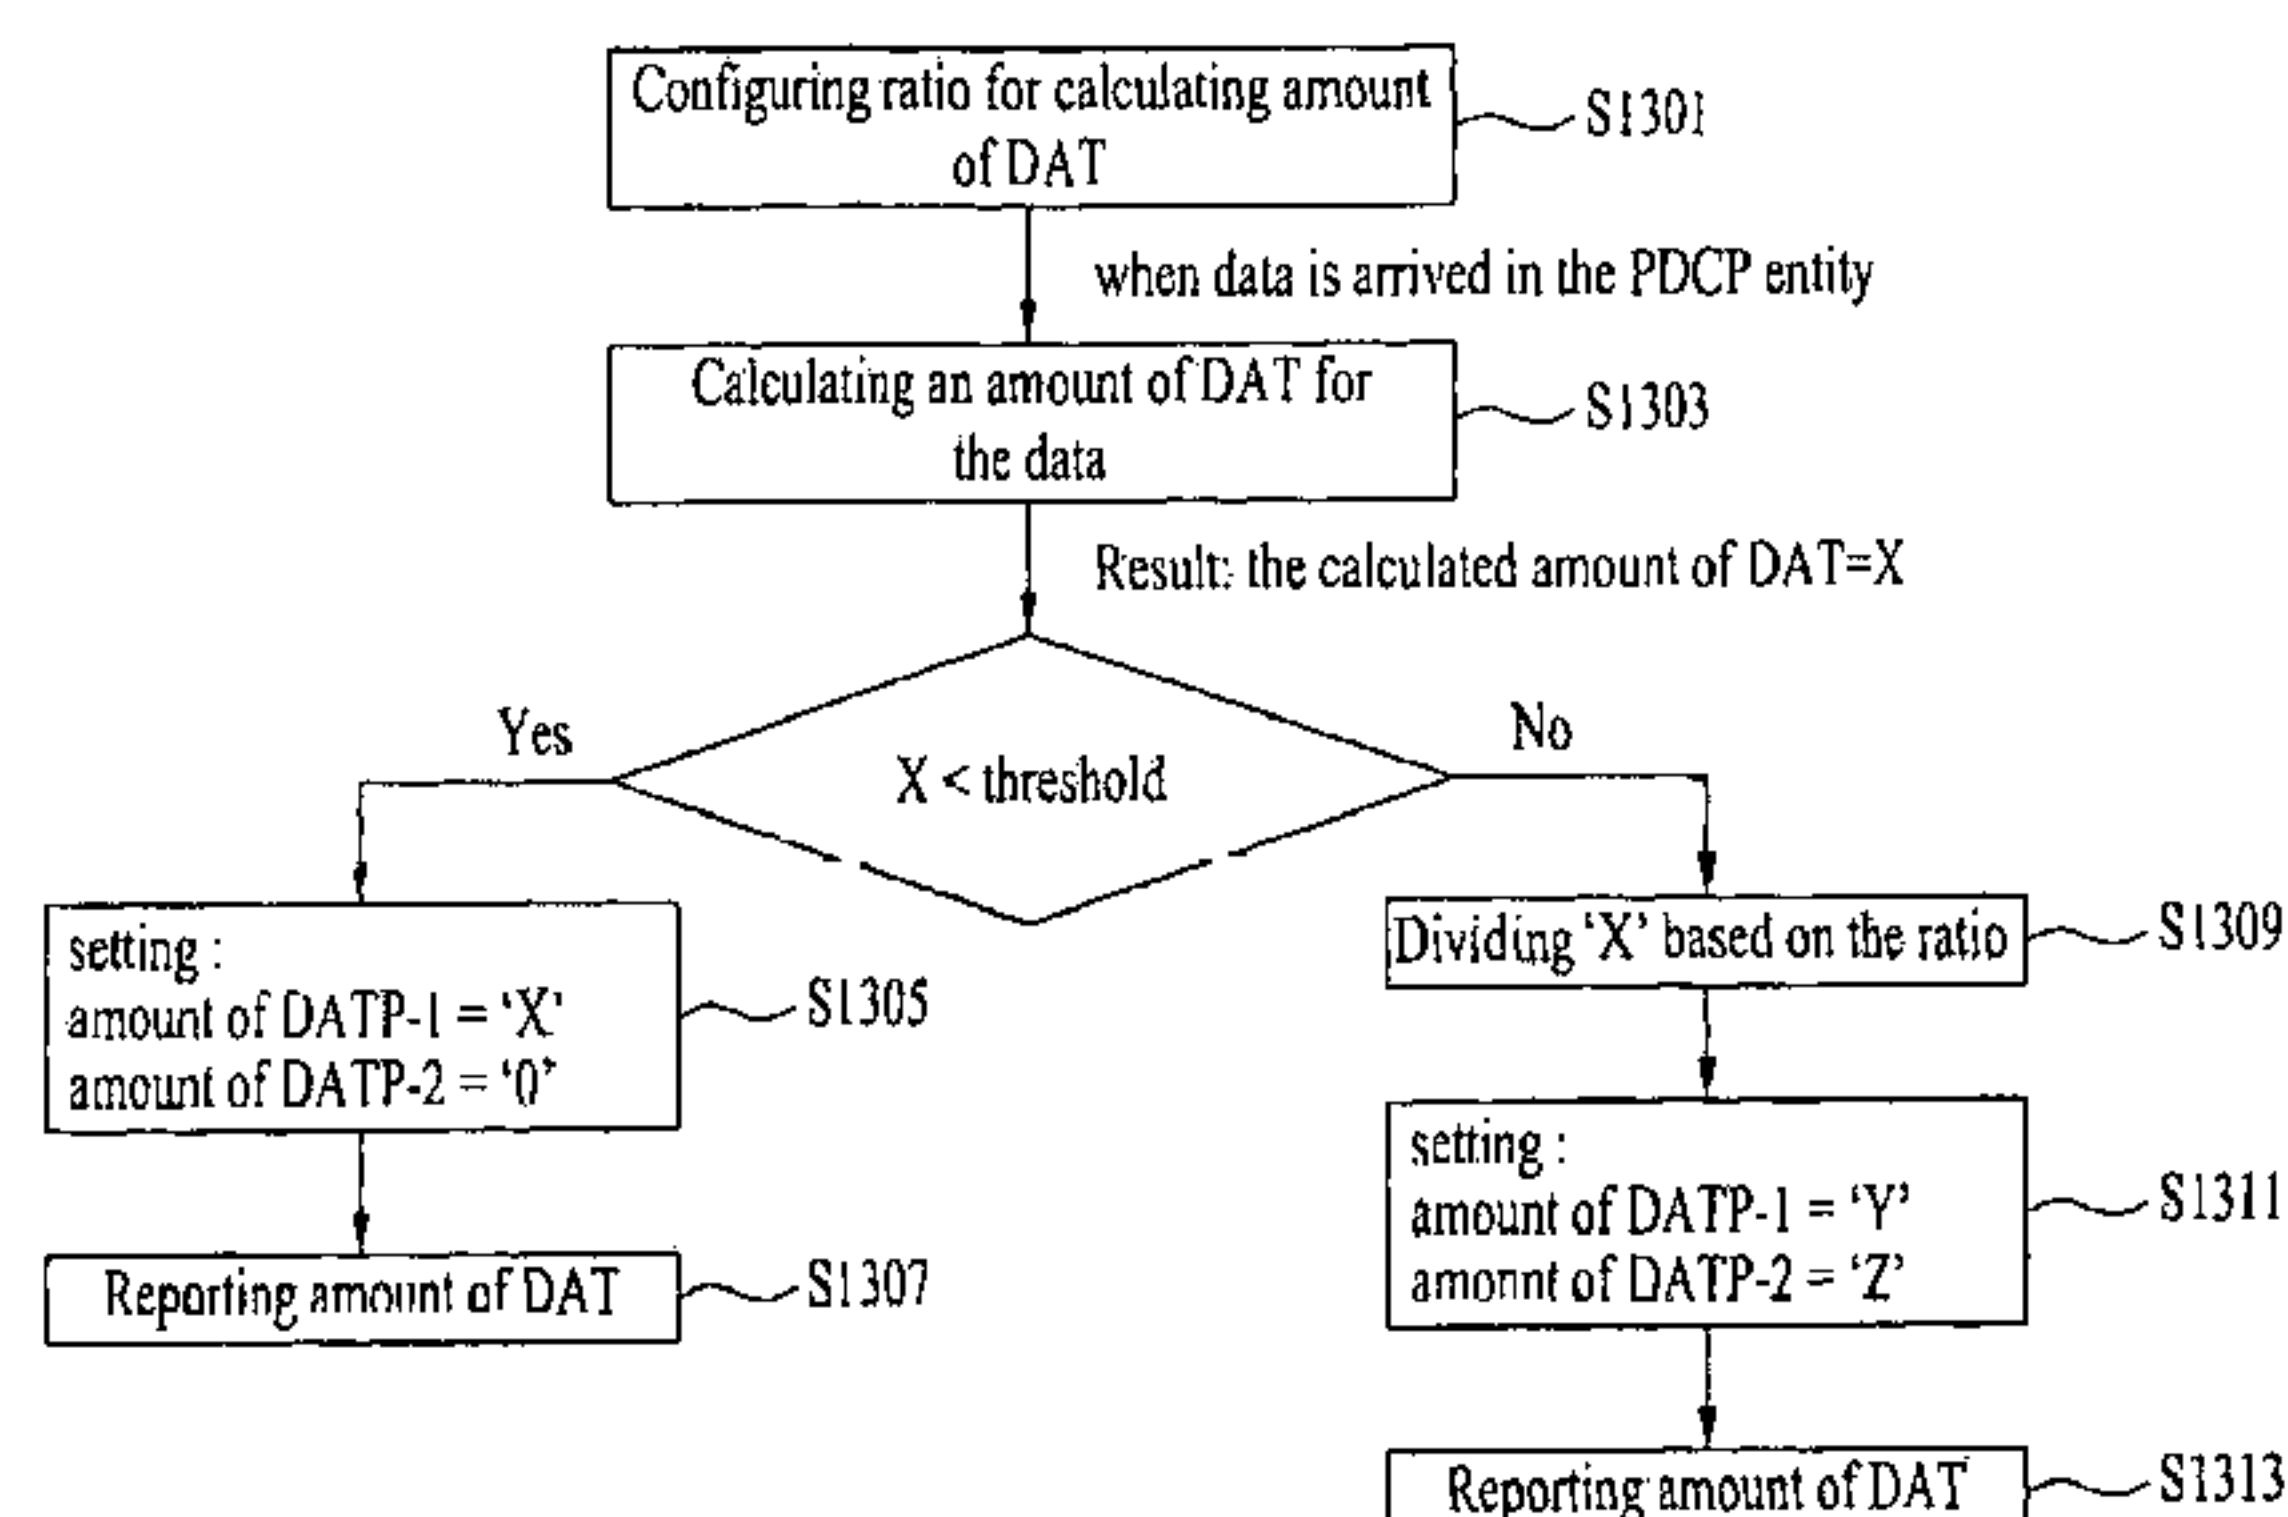 Configuring ratio for calculating amount
of DAT
S1301
when data is arrived in the PDCP entity
Calculating an amount of DAT for
the data
S1303
Result: the calculated amount of DAT=X
Yes
X < threshold
No
setting :
amount of DATP-1 = ‘X’
amount of DATP-2 = ‘0’
S1305
Reporting amount of DAT
S1307
Dividing ‘X’ based on the ratio
S1309
setting :
amount of DATP-1 = ‘Y’
amonnt of DATP-2 = ‘Z’
S1311
Reporting amount of DAT
S1313